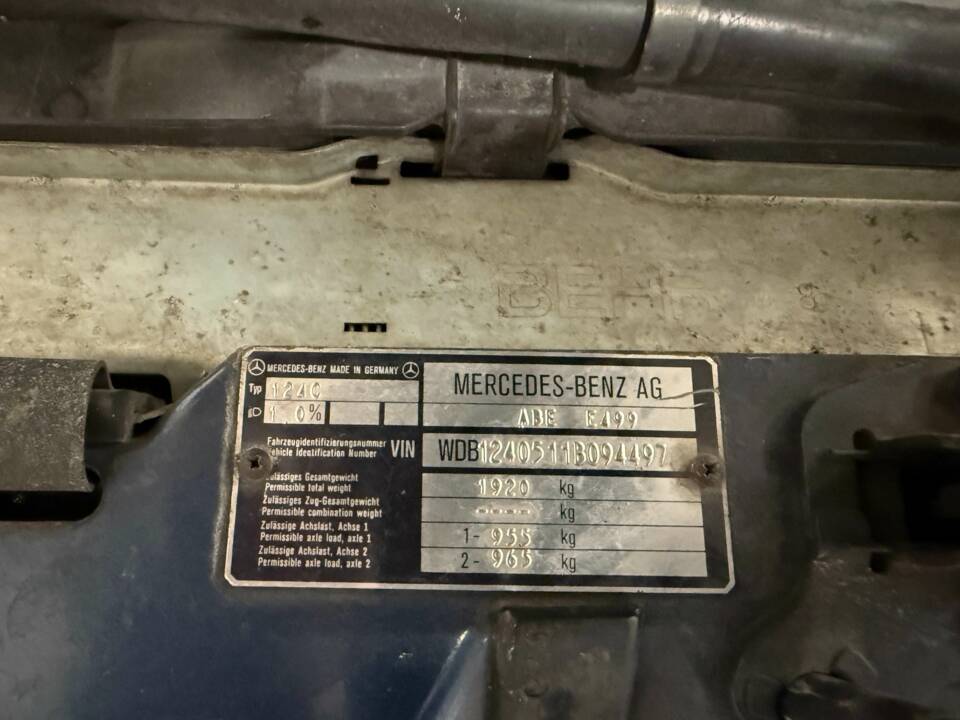 BEHR
MERCEDES-BENZ MADE IN GERMANY
Typ 1240
1,0%
MERCEDES-BENZ AG
ABE E499
Fahrzeugidentifizierungsnummer
Vehicle Identification Number
VIN WDB1240511B094497
Zulässiges Gesamtgewicht
Permissible total weight
1920 kg
Zulässiges Zug-Gesamtgewicht
Permissible combination weight
---- kg
Zulässige Achslast, Achse 1
Permissible axle load, axle 1
1- 955 kg
Zulässige Achslast, Achse 2
Permissible axle load, axle 2
2- 965 kg